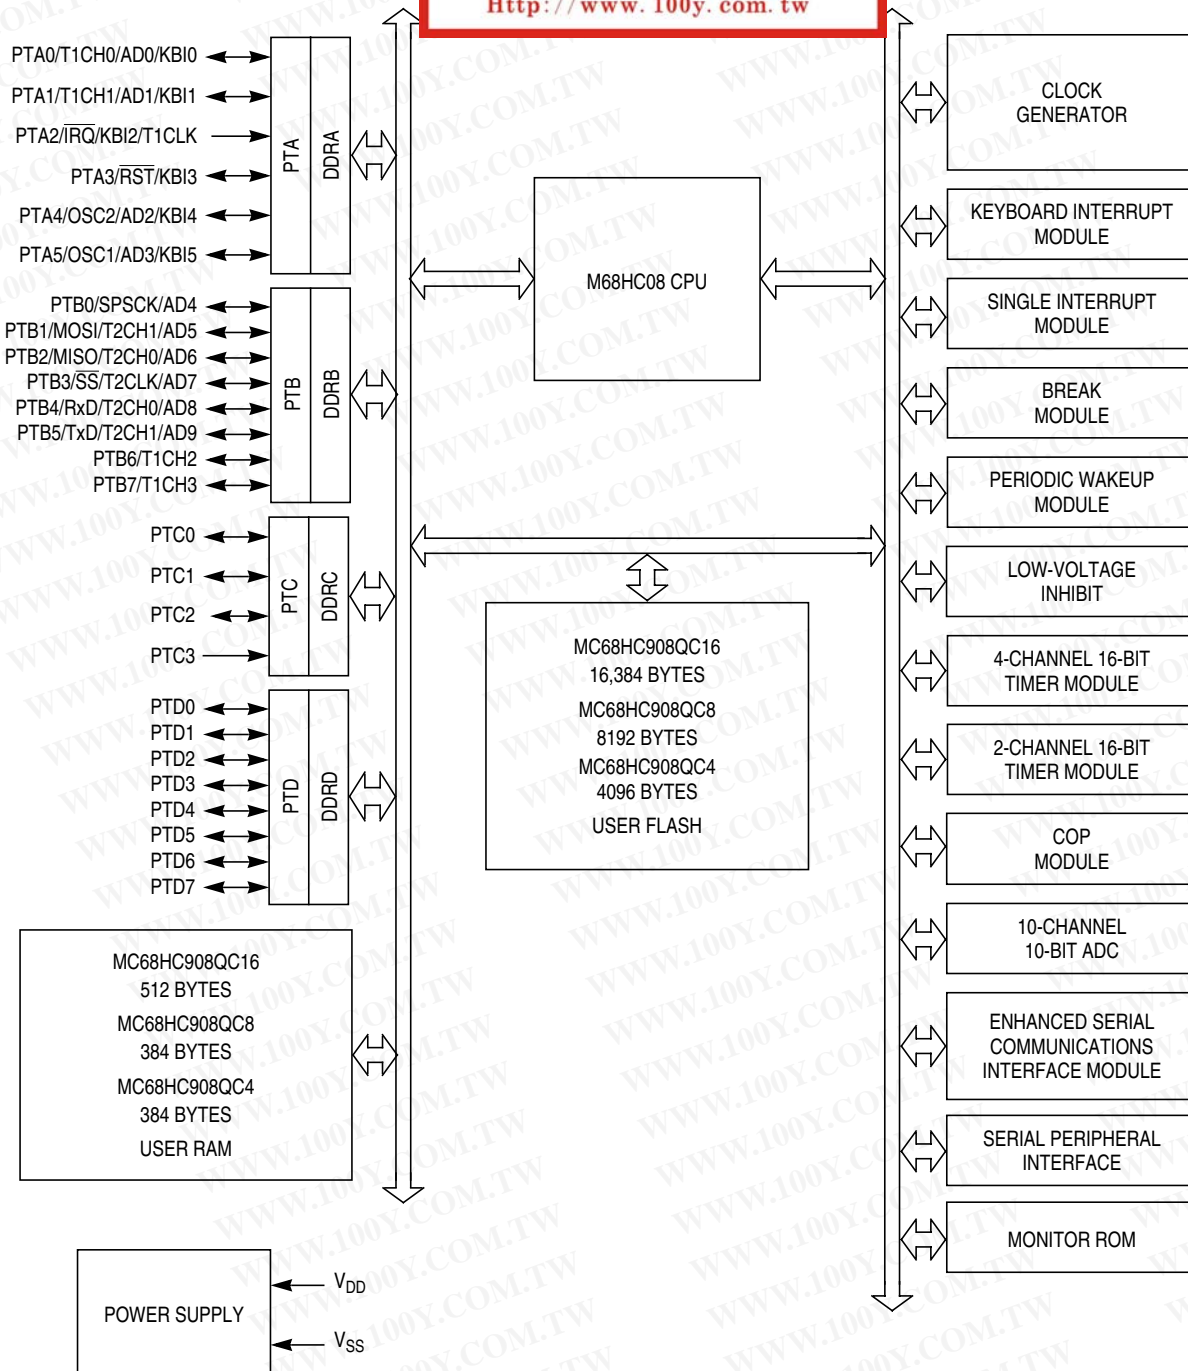 Http://www.100y.com.tw
PTA0/T1CH0/AD0/KBI0
PTA1/T1CH1/AD1/KBI1
PTA2/IRQ/KBI2/T1CLK
PTA3/RST/KBI3
PTA4/OSC2/AD2/KBI4
PTA5/OSC1/AD3/KBI5
PTA
DDRA
PTB0/SPSCK/AD4
PTB1/MOSI/T2CH1/AD5
PTB2/MISO/T2CH0/AD6
PTB3/SS/T2CLK/AD7
PTB4/RxD/T2CH0/AD8
PTB5/TxD/T2CH1/AD9
PTB6/T1CH2
PTB7/T1CH3
PTB
DDRB
PTC0
PTC1
PTC2
PTC3
PTC
DDRC
PTD0
PTD1
PTD2
PTD3
PTD4
PTD5
PTD6
PTD7
PTD
DDRD
MC68HC908QC16
512 BYTES
MC68HC908QC8
384 BYTES
MC68HC908QC4
384 BYTES
USER RAM
POWER SUPPLY
VDD
VSS
M68HC08 CPU
MC68HC908QC16
16,384 BYTES
MC68HC908QC8
8192 BYTES
MC68HC908QC4
4096 BYTES
USER FLASH
CLOCK
GENERATOR
KEYBOARD INTERRUPT
MODULE
SINGLE INTERRUPT
MODULE
BREAK
MODULE
PERIODIC WAKEUP
MODULE
LOW-VOLTAGE
INHIBIT
4-CHANNEL 16-BIT
TIMER MODULE
2-CHANNEL 16-BIT
TIMER MODULE
COP
MODULE
10-CHANNEL
10-BIT ADC
ENHANCED SERIAL
COMMUNICATIONS
INTERFACE MODULE
SERIAL PERIPHERAL
INTERFACE
MONITOR ROM
WWW.100Y.COM.TW